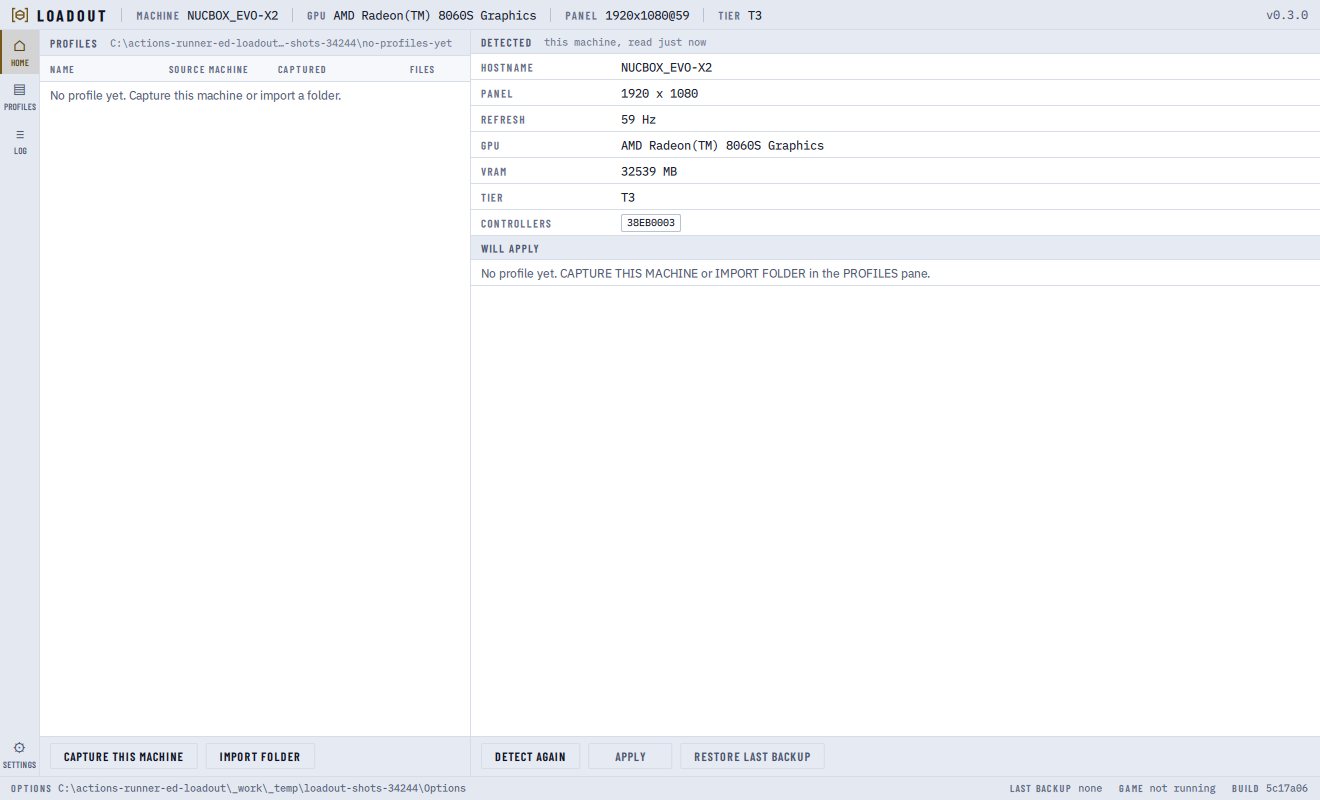 LOADOUT MACHINE NUCBOX_EVO-X2 GPU AMD Radeon(TM) 8060S Graphics PANEL 1920x1080@59 TIER T3 v0.3.0
HOME
PROFILES
LOG
SETTINGS
PROFILES C:\actions-runner-ed-loadout…-shots-34244\no-profiles-yet
NAME SOURCE MACHINE CAPTURED FILES
No profile yet. Capture this machine or import a folder.
CAPTURE THIS MACHINE IMPORT FOLDER
DETECTED this machine, read just now
HOSTNAME NUCBOX_EVO-X2
PANEL 1920 x 1080
REFRESH 59 Hz
GPU AMD Radeon(TM) 8060S Graphics
VRAM 32539 MB
TIER T3
CONTROLLERS 38EB0003
WILL APPLY
No profile yet. CAPTURE THIS MACHINE or IMPORT FOLDER in the PROFILES pane.
DETECT AGAIN APPLY RESTORE LAST BACKUP
OPTIONS C:\actions-runner-ed-loadout\_work\_temp\loadout-shots-34244\Options LAST BACKUP none GAME not running BUILD 5c17a06